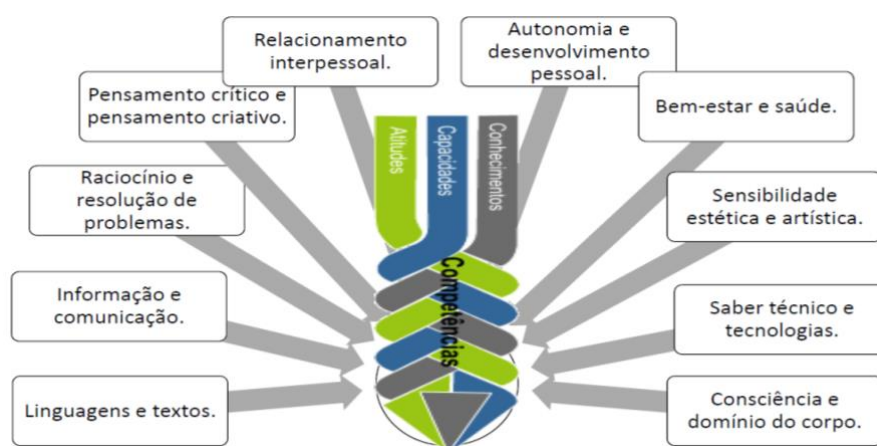 Relacionamento
interpessoal.
Autonomia e
desenvolvimento
pessoal.
Pensamento crítico e
pensamento criativo.
Bem-estar e saúde.
Raciocínio e
resolução de
problemas.
Sensibilidade
estética e artística.
Informação e
comunicação.
Saber técnico e
tecnologias.
Linguagens e textos.
Consciência e
domínio do corpo.
Atitudes
Capacidades
Conhecimentos
Competências